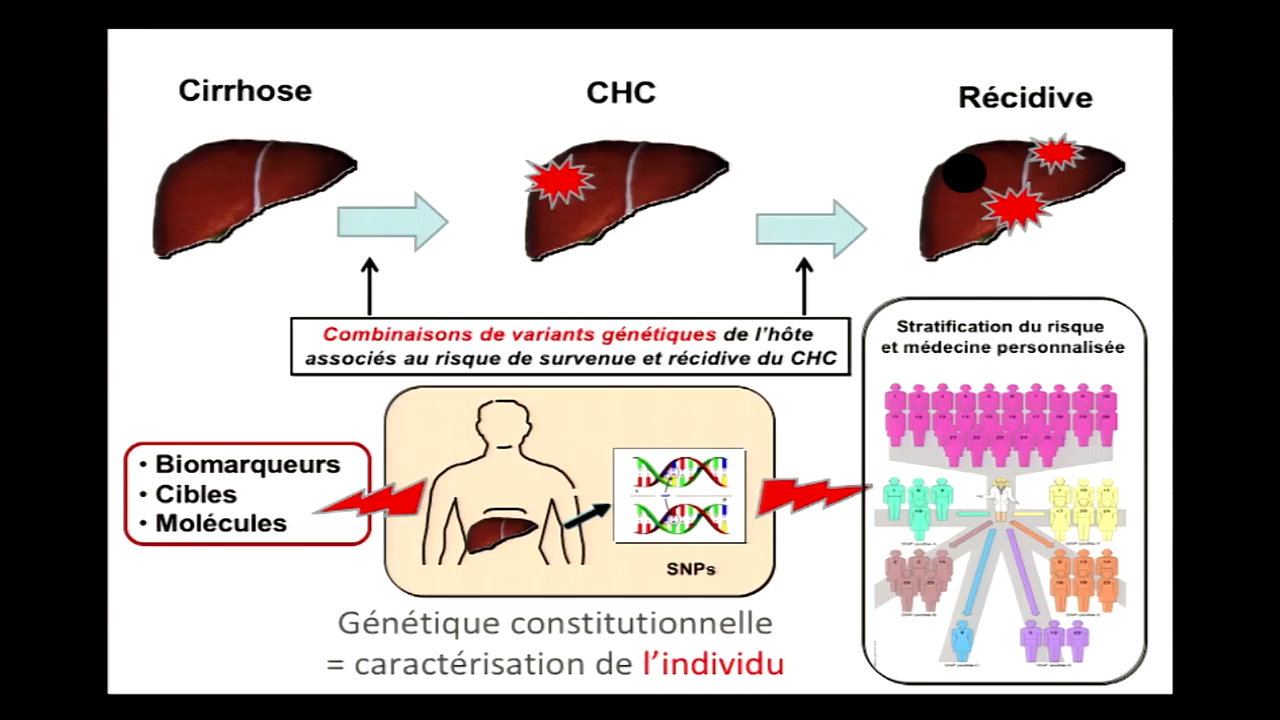 Cirrhose
CHC
Récidive
Combinaisons de variants génétiques de l'hôte
associés au risque de survenue et récidive du CHC
Stratification du risque
et médecine personnalisée
• Biomarqueurs
• Cibles
• Molécules
SNPs
Génétique constitutionnelle
= caractérisation de l'individu